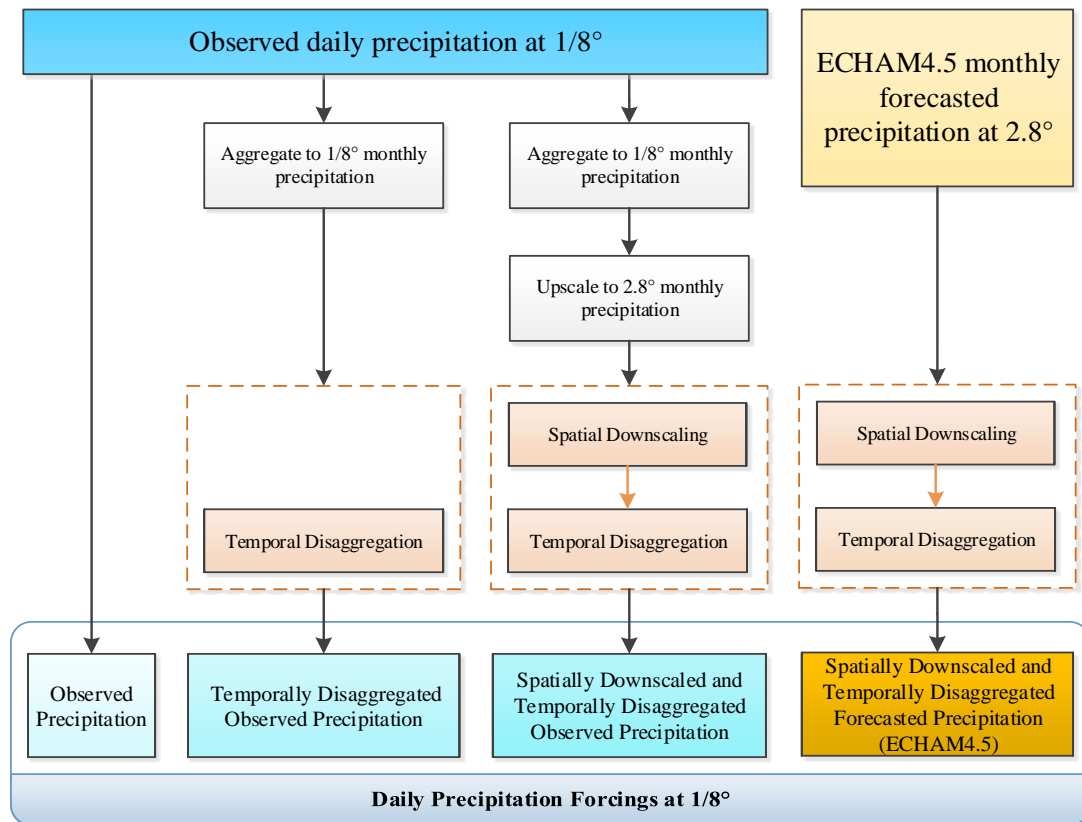 Observed daily precipitation at 1/8°
ECHAM4.5 monthly
forecasted
precipitation at 2.8°
Aggregate to 1/8° monthly
precipitation
Aggregate to 1/8° monthly
precipitation
Upscale to 2.8° monthly
precipitation
Spatial Downscaling
Spatial Downscaling
Temporal Disaggregation
Temporal Disaggregation
Temporal Disaggregation
Observed
Precipitation
Temporally Disaggregated
Observed Precipitation
Spatially Downscaled and
Temporally Disaggregated
Observed Precipitation
Spatially Downscaled and
Temporally Disaggregated
Forecasted Precipitation
(ECHAM4.5)
Daily Precipitation Forcings at 1/8°